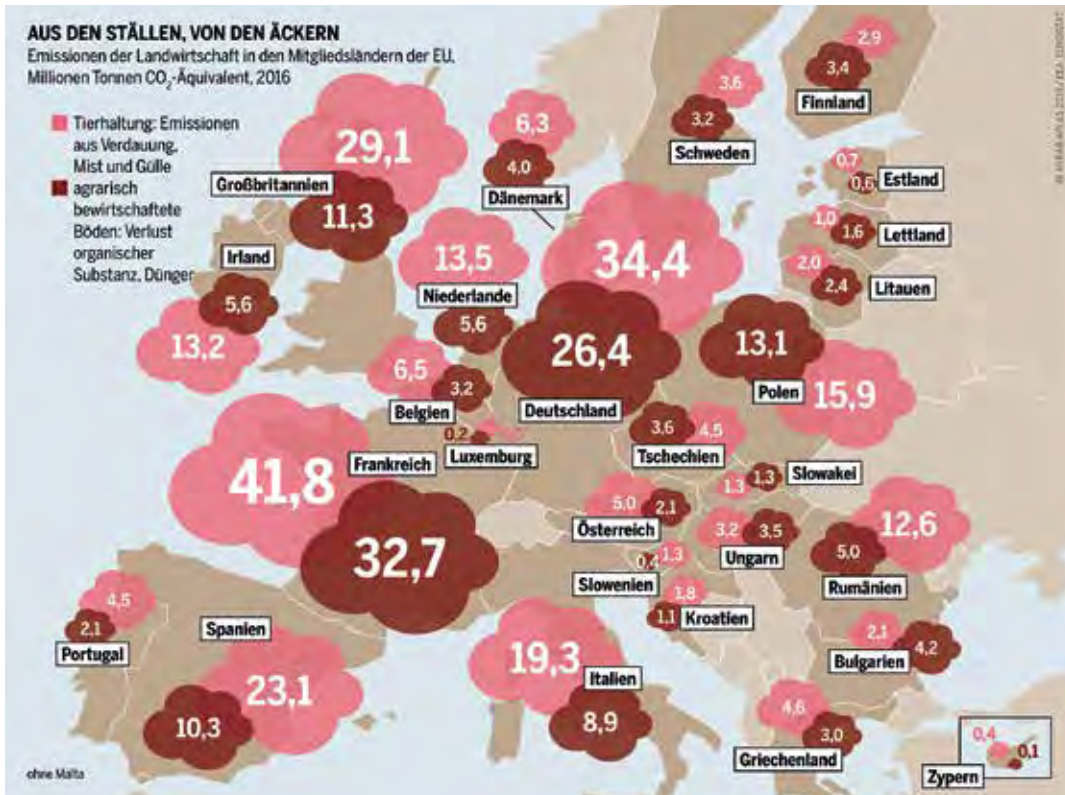 AUS DEN STÄLLEN, VON DEN ÄCKERN
Emissionen der Landwirtschaft in den Mitgliedsländern der EU,
Millionen Tonnen CO₂-Äquivalent, 2016
Tierhaltung: Emissionen
aus Verdauung,
Mist und Gülle
agrarisch
bewirtschaftete
Böden: Verlust
organischer
Substanz, Dünger
2,9
3,4
Finnland
3,6
3,2
Schweden
6,3
4,0
Dänemark
29,1
Großbritannien
11,3
0,7
0,6
Estland
1,0
1,6
Lettland
2,0
2,4
Litauen
Irland
5,6
13,2
13,5
Niederlande
5,6
34,4
26,4
Deutschland
13,1
Polen
15,9
6,5
3,2
Belgien
0,2
Luxemburg
3,6
4,5
Tschechien
1,3
1,3
Slowakei
41,8
Frankreich
32,7
5,0
2,1
Österreich
3,2
3,5
Ungarn
12,6
5,0
Rumänien
0,4
1,3
Slowenien
1,8
1,1
Kroatien
4,5
2,1
Portugal
Spanien
23,1
10,3
19,3
Italien
8,9
2,1
4,2
Bulgarien
4,6
3,0
Griechenland
0,4
0,1
Zypern
ohne Malta